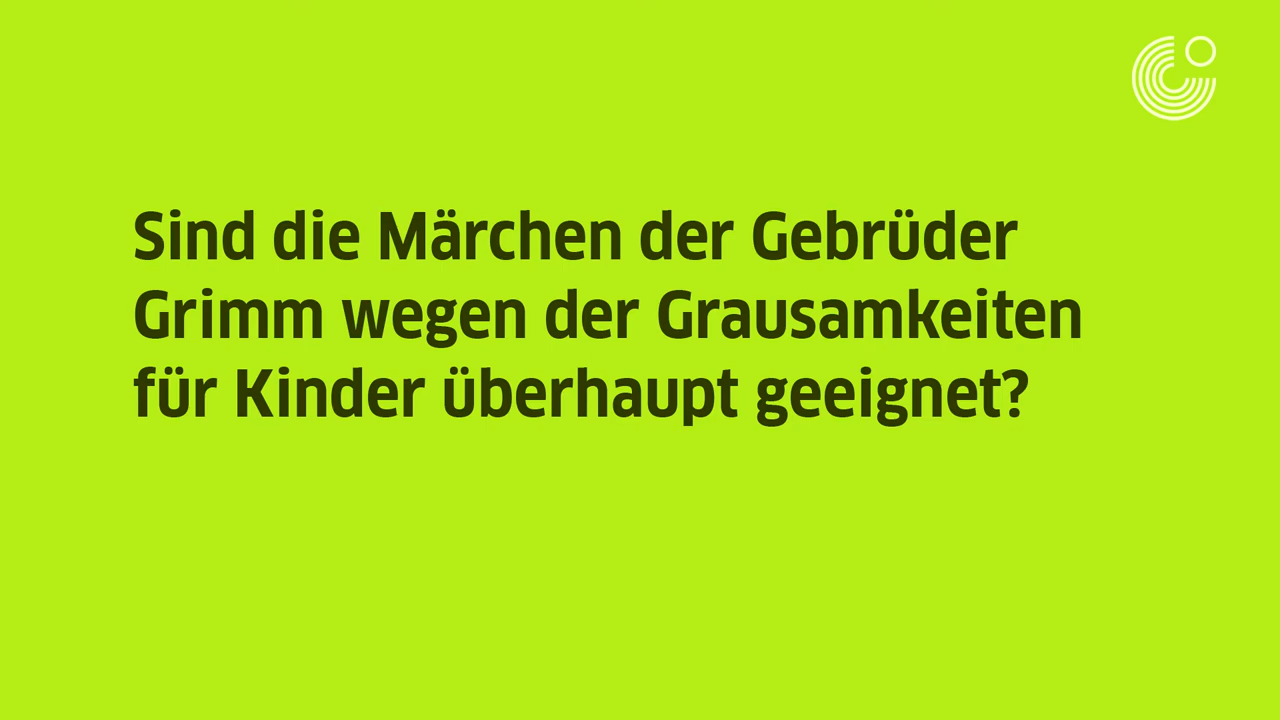 Sind die Märchen der Gebrüder
Grimm wegen der Grausamkeiten
für Kinder überhaupt geeignet?